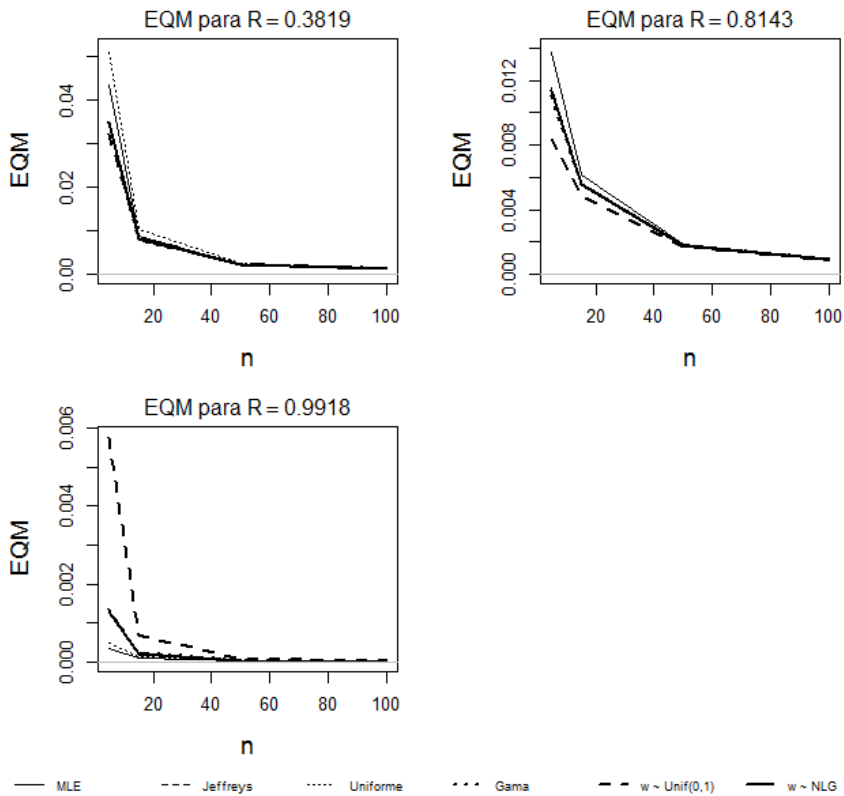 EQM para R = 0.3819
EQM
0.00
0.02
0.04
20
40
60
80
100
n
EQM para R = 0.8143
EQM
0.000
0.004
0.008
0.012
20
40
60
80
100
n
EQM para R = 0.9918
EQM
0.000
0.002
0.004
0.006
20
40
60
80
100
n
MLE
Jeffreys
Uniforme
Gama
w ~ Unif(0,1)
w ~ NLG